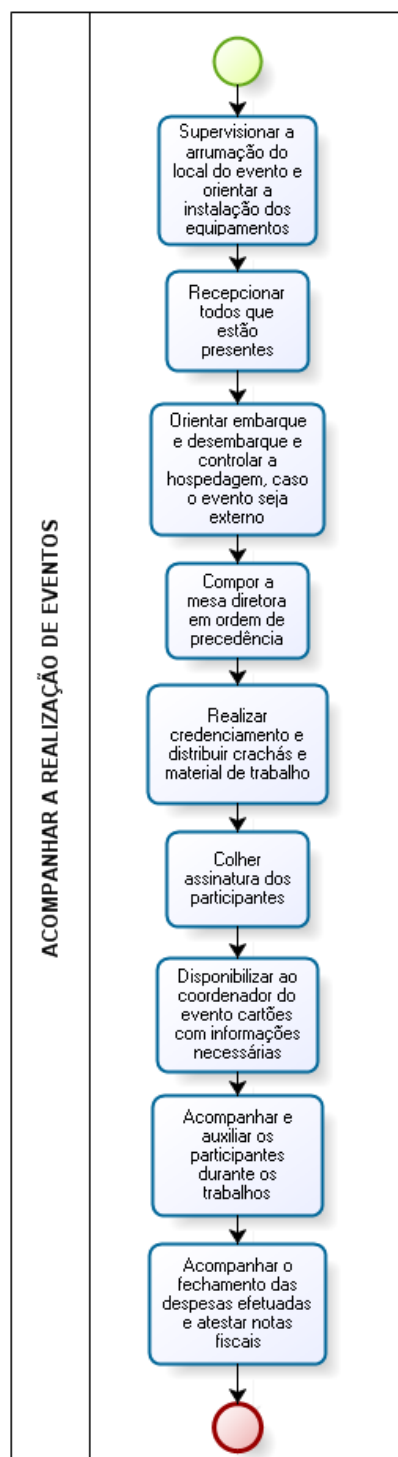 ACOMPANHAR A REALIZAÇÃO DE EVENTOS
Supervisionar a
arrumação do
local do evento e
orientar a
instalação dos
equipamentos
Recepcionar
todos que
estão
presentes
Orientar embarque
e desembarque e
controlar a
hospedagem, caso
o evento seja
externo
Compor a
mesa diretora
em ordem de
precedência
Realizar
credenciamento e
distribuir crachás e
material de trabalho
Colher
assinatura dos
participantes
Disponibilizar ao
coordenador do
evento cartões
com informações
necessárias
Acompanhar e
auxiliar os
participantes
durante os
trabalhos
Acompanhar o
fechamento das
despesas efetuadas
e atestar notas
fiscais